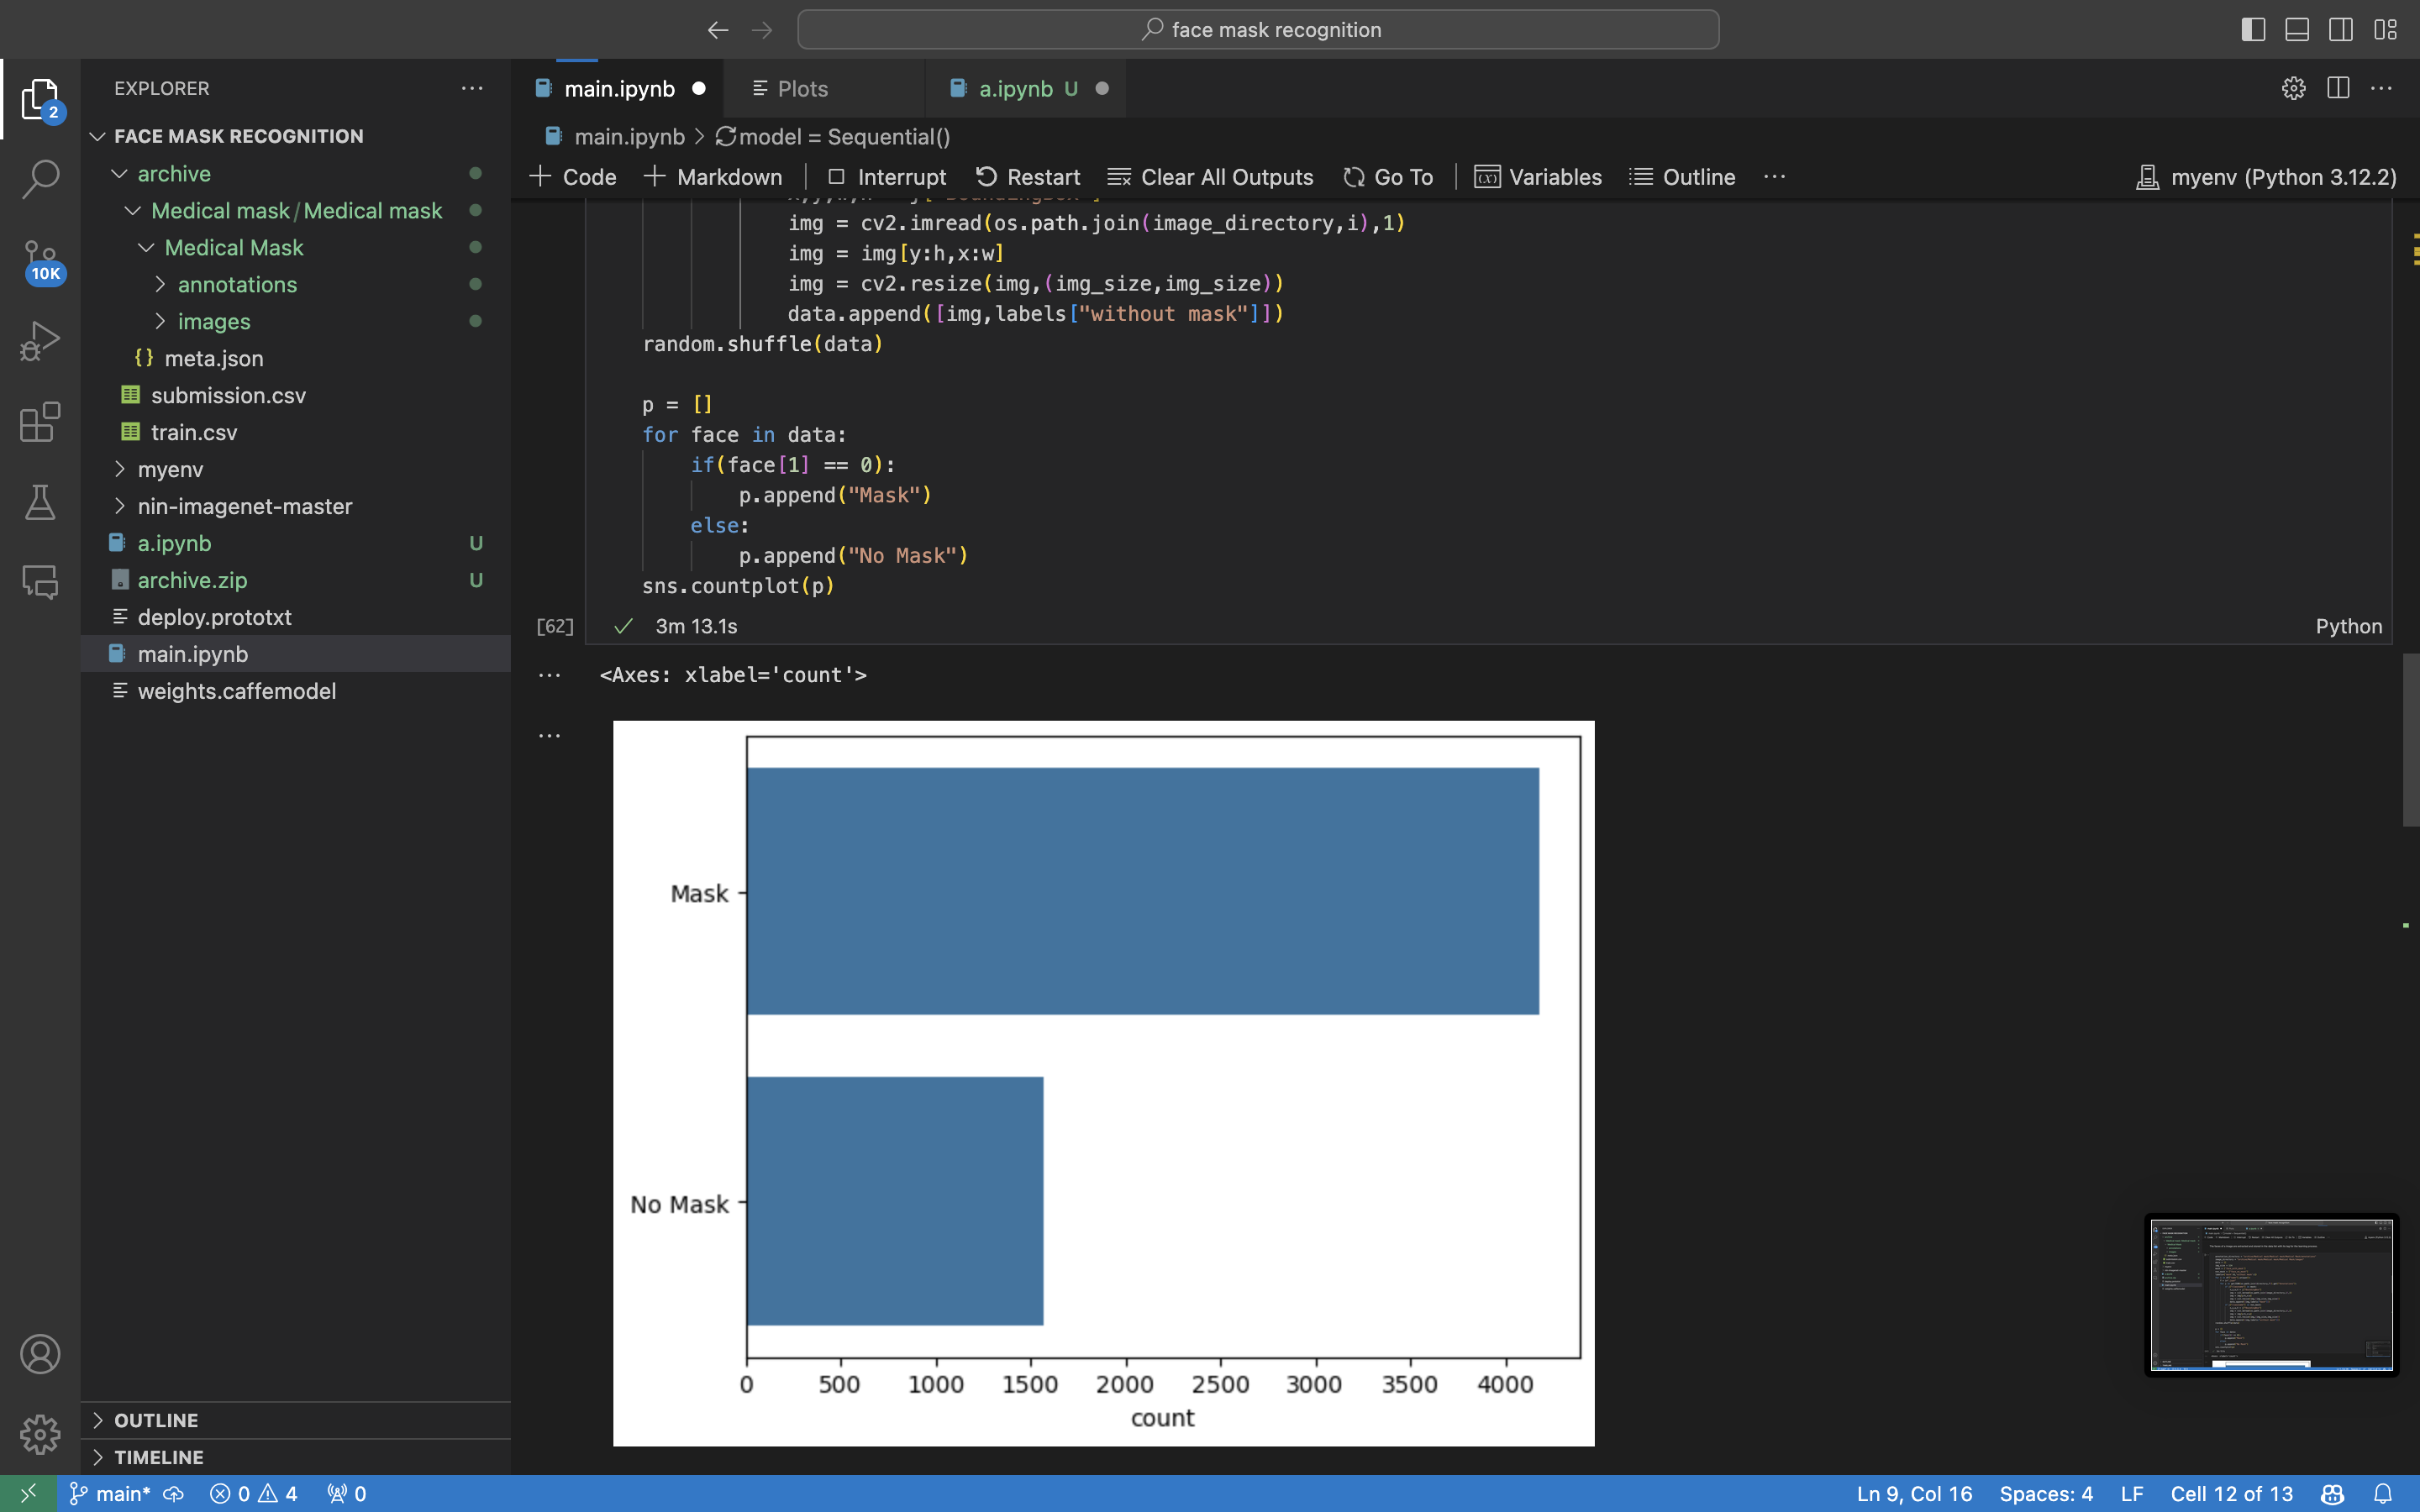 face mask recognition
EXPLORER
FACE MASK RECOGNITION
archive
Medical mask/Medical mask
Medical Mask
annotations
images
{} meta.json
submission.csv
train.csv
myenv
nin-imagenet-master
a.ipynb U
archive.zip U
deploy.prototxt
main.ipynb
weights.caffemodel
OUTLINE
TIMELINE
2
10K
main.ipynb
Plots
a.ipynb U
main.ipynb > model = Sequential()
+ Code + Markdown Interrupt Restart Clear All Outputs Go To Variables Outline ...
myenv (Python 3.12.2)
img = cv2.imread(os.path.join(image_directory,i),1)
img = img[y:h,x:w]
img = cv2.resize(img,(img_size,img_size))
data.append([img,labels["without mask"]])
random.shuffle(data)
p = []
for face in data:
if(face[1] == 0):
p.append("Mask")
else:
p.append("No Mask")
sns.countplot(p)
[62] 3m 13.1s Python
<Axes: xlabel='count'>
Mask
No Mask
0 500 1000 1500 2000 2500 3000 3500 4000
count
main* 0 4 0
Ln 9, Col 16 Spaces: 4 LF Cell 12 of 13